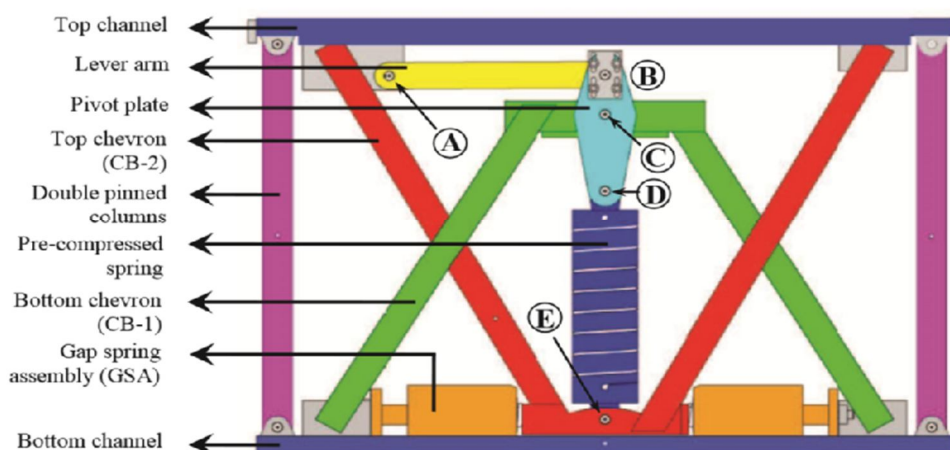 Top channel
Lever arm
Pivot plate
Top chevron
(CB-2)
Double pinned
columns
Pre-compressed
spring
Bottom chevron
(CB-1)
Gap spring
assembly (GSA)
Bottom channel
A
B
C
D
E